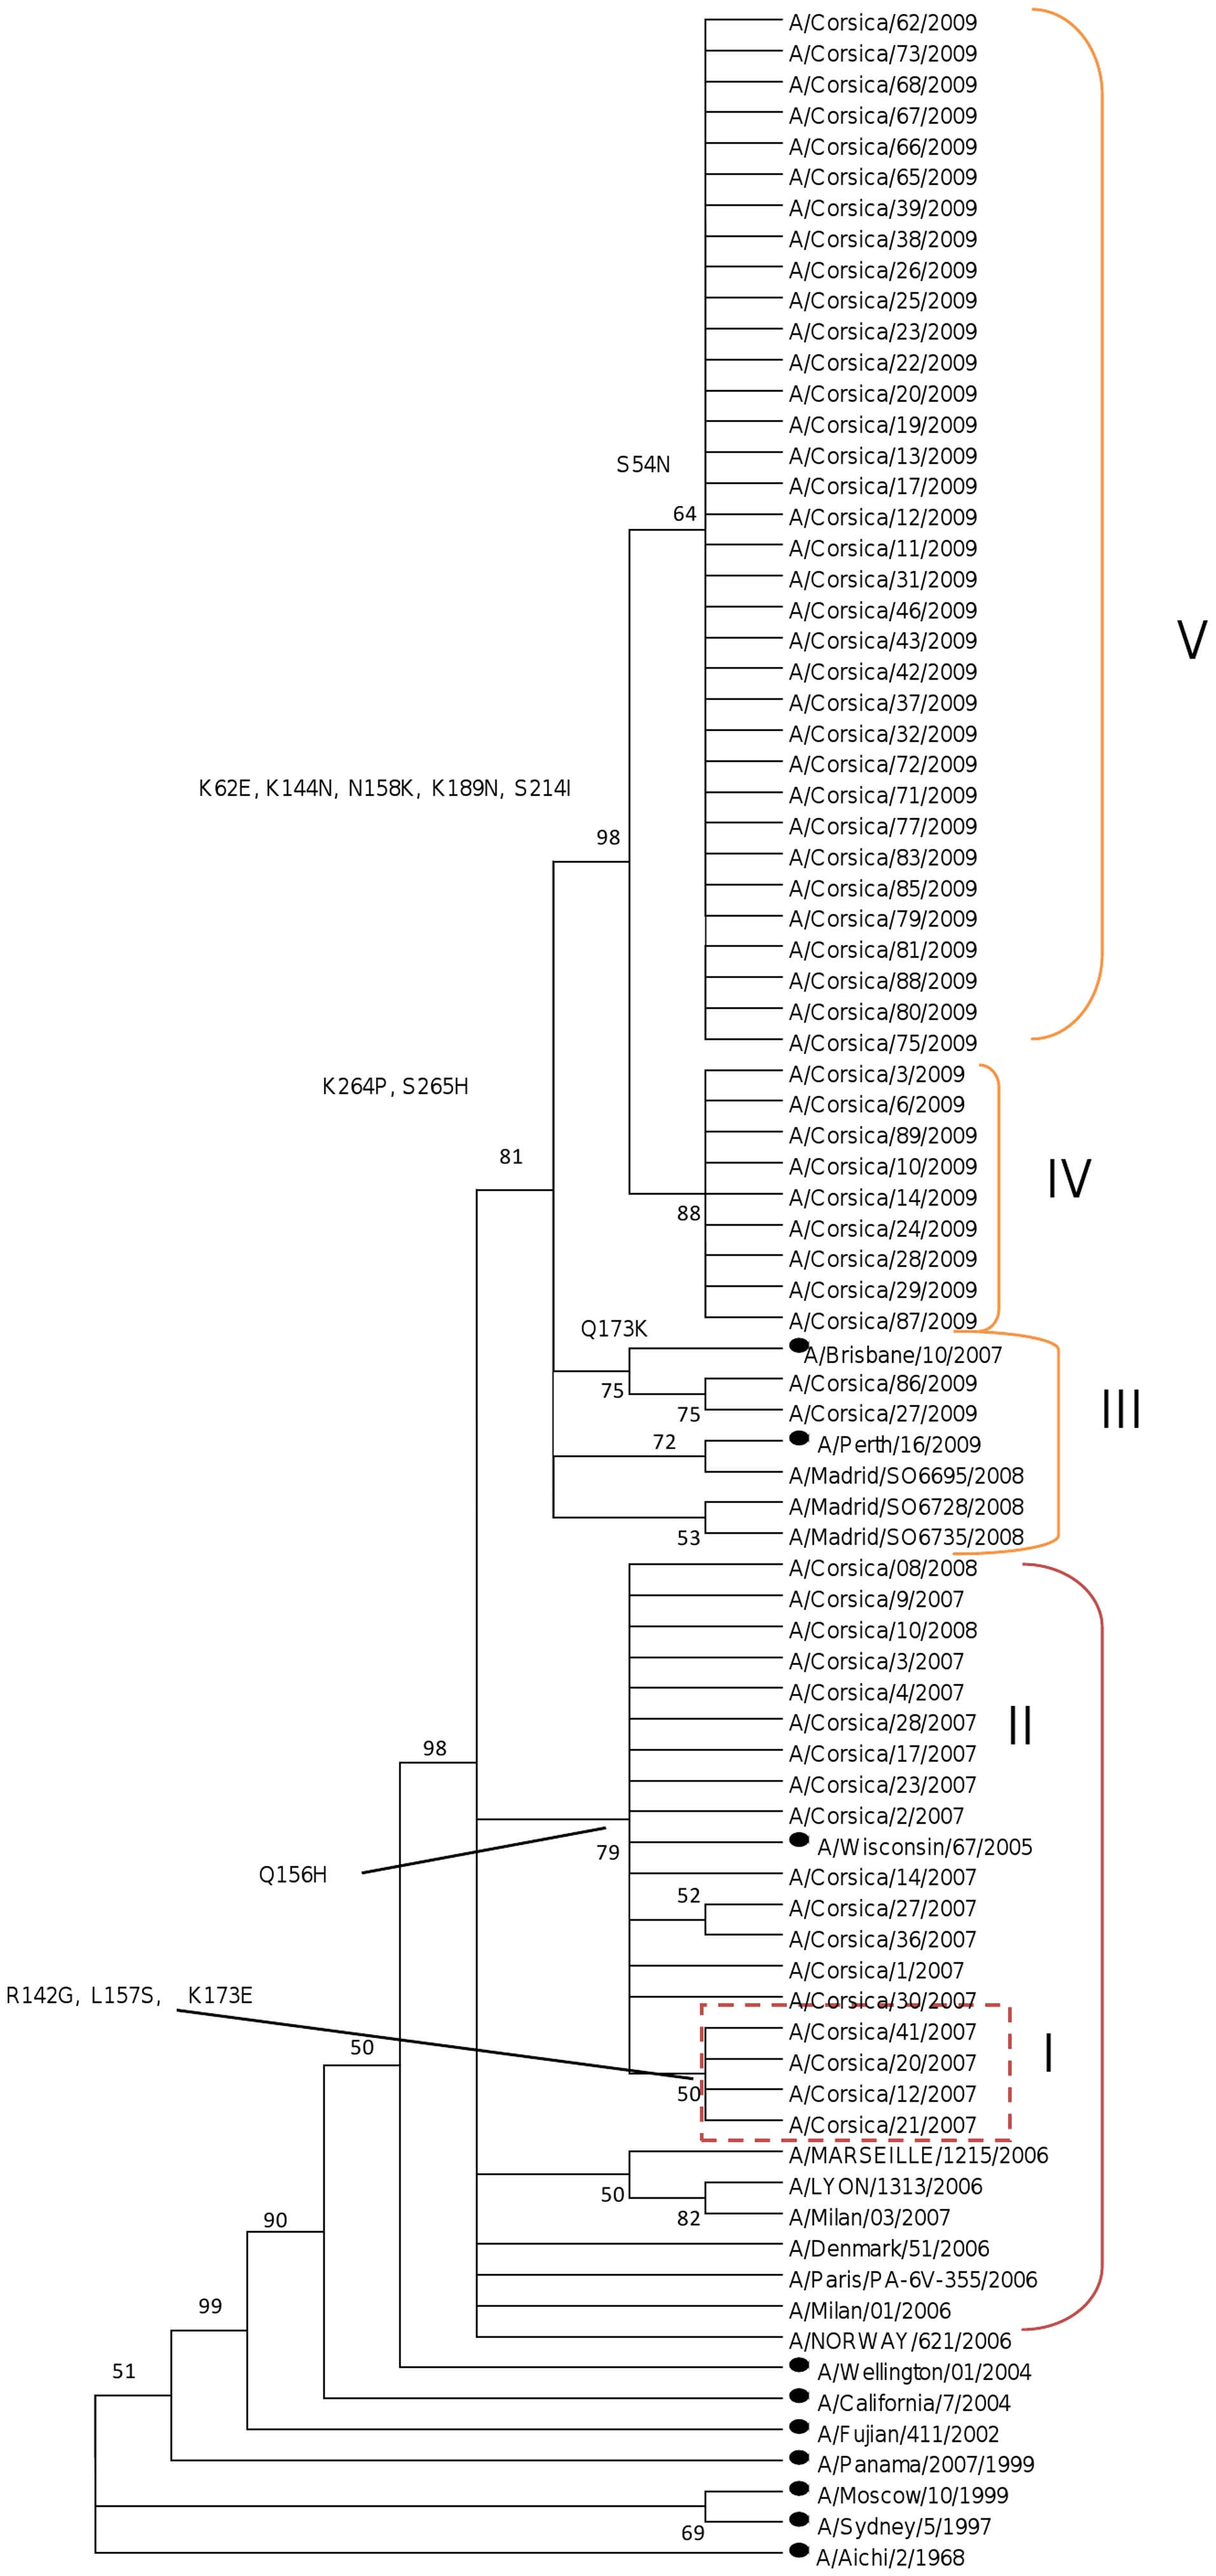 A/Corsica/62/2009
A/Corsica/73/2009
A/Corsica/68/2009
A/Corsica/67/2009
A/Corsica/66/2009
A/Corsica/65/2009
A/Corsica/39/2009
A/Corsica/38/2009
A/Corsica/26/2009
A/Corsica/25/2009
A/Corsica/23/2009
A/Corsica/22/2009
A/Corsica/20/2009
A/Corsica/19/2009
A/Corsica/13/2009
S54N
A/Corsica/17/2009
A/Corsica/12/2009
64
A/Corsica/11/2009
A/Corsica/31/2009
A/Corsica/46/2009
A/Corsica/43/2009
V
A/Corsica/42/2009
A/Corsica/37/2009
A/Corsica/32/2009
A/Corsica/72/2009
K62E, K144N, N158K, K189N, S214I
A/Corsica/71/2009
A/Corsica/77/2009
98
A/Corsica/83/2009
A/Corsica/85/2009
A/Corsica/79/2009
A/Corsica/81/2009
A/Corsica/88/2009
A/Corsica/80/2009
A/Corsica/75/2009
A/Corsica/3/2009
K264P, S265H
A/Corsica/6/2009
A/Corsica/89/2009
81
A/Corsica/10/2009
IV
A/Corsica/14/2009
88
A/Corsica/24/2009
A/Corsica/28/2009
A/Corsica/29/2009
A/Corsica/87/2009
Q173K
A/Brisbane/10/2007
A/Corsica/86/2009
75
III
A/Corsica/27/2009
75
A/Perth/16/2009
72
A/Madrid/SO6695/2008
A/Madrid/SO6728/2008
A/Madrid/SO6735/2008
53
A/Corsica/08/2008
A/Corsica/9/2007
A/Corsica/10/2008
A/Corsica/3/2007
A/Corsica/4/2007
A/Corsica/28/2007
II
98
A/Corsica/17/2007
A/Corsica/23/2007
A/Corsica/2/2007
A/Wisconsin/67/2005
79
Q156H
A/Corsica/14/2007
52
A/Corsica/27/2007
A/Corsica/36/2007
A/Corsica/1/2007
R142G, L157S, K173E
A/Corsica/30/2007
A/Corsica/41/2007
50
I
A/Corsica/20/2007
A/Corsica/12/2007
50
A/Corsica/21/2007
A/MARSEILLE/1215/2006
A/LYON/1313/2006
50
A/Milan/03/2007
82
90
A/Denmark/51/2006
A/Paris/PA-6V-355/2006
99
A/Milan/01/2006
A/NORWAY/621/2006
51
A/Wellington/01/2004
A/California/7/2004
A/Fujian/411/2002
A/Panama/2007/1999
A/Moscow/10/1999
A/Sydney/5/1997
69
A/Aichi/2/1968